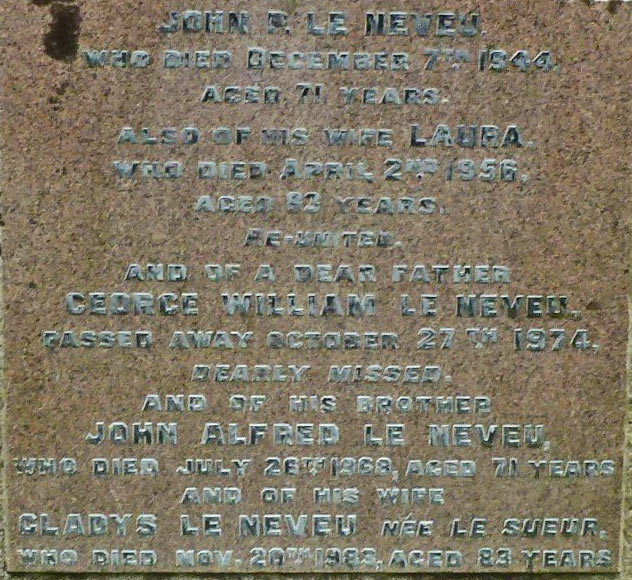 JOHN P. LE NEVEU.
WHO DIED DECEMBER 7TH 1944.
AGED 71 YEARS.
ALSO OF HIS WIFE LAURA.
WHO DIED APRIL 2ND 1956,
AGED 83 YEARS.
RE-UNITED.
AND OF A DEAR FATHER
GEORGE WILLIAM LE NEVEU,
PASSED AWAY OCTOBER 27TH 1974,
DEARLY MISSED.
AND OF HIS BROTHER
JOHN ALFRED LE NEVEU,
WHO DIED JULY 26TH 1968, AGED 71 YEARS
AND OF HIS WIFE
GLADYS LE NEVEU NÉE LE SUEUR,
WHO DIED NOV. 20TH 1983, AGED 83 YEARS